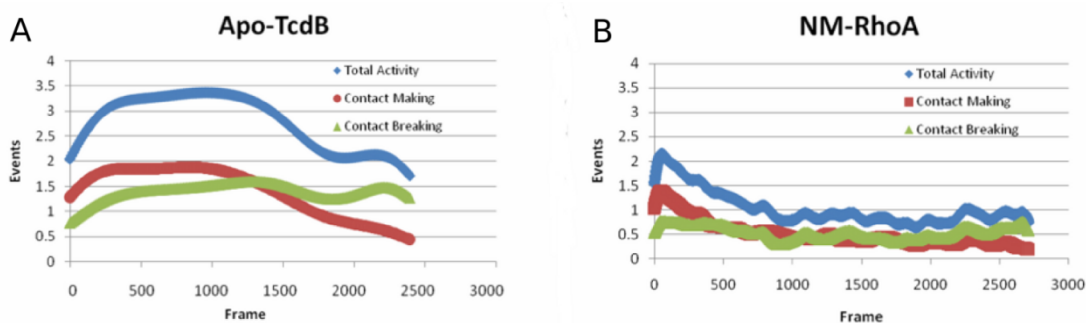 A
Apo-TcdB
Total Activity
Contact Making
Contact Breaking
Events
4
3.5
3
2.5
2
1.5
1
0.5
0
0 500 1000 1500 2000 2500 3000
Frame
B
NM-RhoA
Total Activity
Contact Making
Contact Breaking
Events
4
3.5
3
2.5
2
1.5
1
0.5
0
0 500 1000 1500 2000 2500 3000
Frame